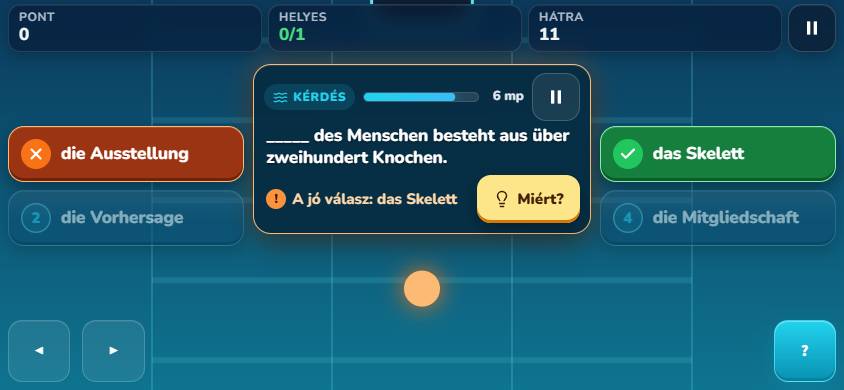 PONT
0
HELYES
0/1
HÁTRA
11
KÉRDÉS
6 mp
_____ des Menschen besteht aus über
zweihundert Knochen.
! A jó válasz: das Skelett
Miért?
die Ausstellung
2 die Vorhersage
das Skelett
4 die Mitgliedschaft
?